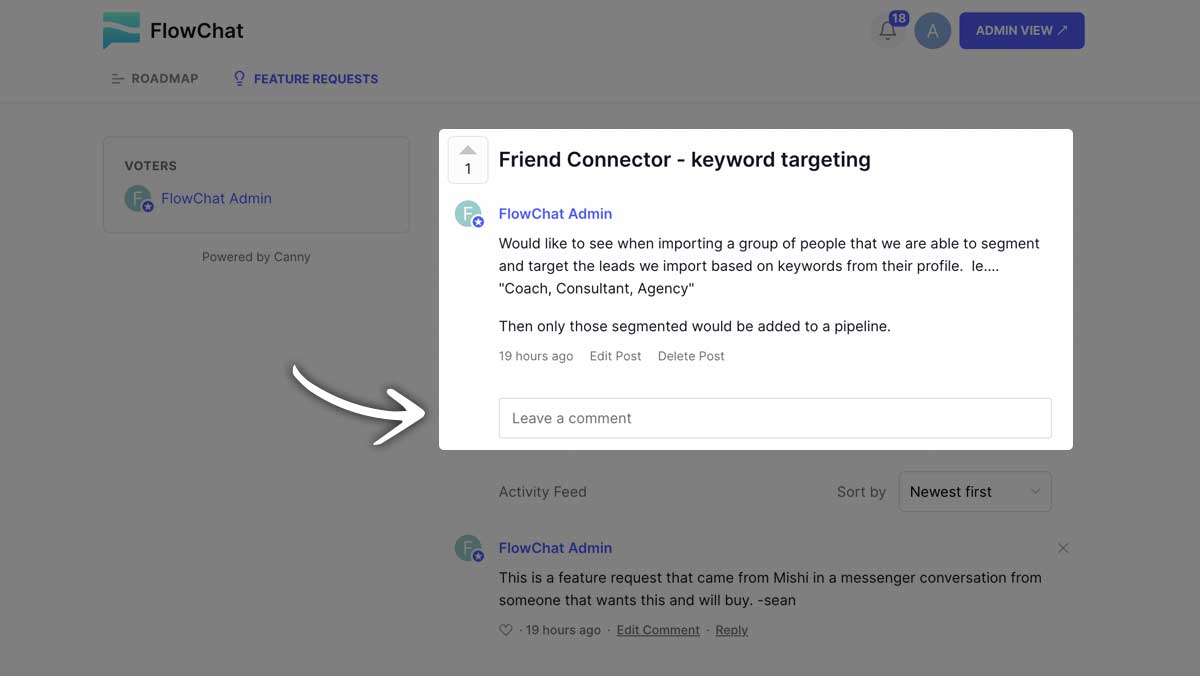 FlowChat
18
A
ADMIN VIEW ↗
ROADMAP
FEATURE REQUESTS
VOTERS
F
FlowChat Admin
Powered by Canny
1
Friend Connector - keyword targeting
F
FlowChat Admin
Would like to see when importing a group of people that we are able to segment
and target the leads we import based on keywords from their profile.  Ie....
"Coach, Consultant, Agency"
Then only those segmented would be added to a pipeline.
19 hours ago Edit Post Delete Post
Leave a comment
Activity Feed
Sort by Newest first
F
FlowChat Admin
This is a feature request that came from Mishi in a messenger conversation from
someone that wants this and will buy. -sean
· 19 hours ago · Edit Comment · Reply